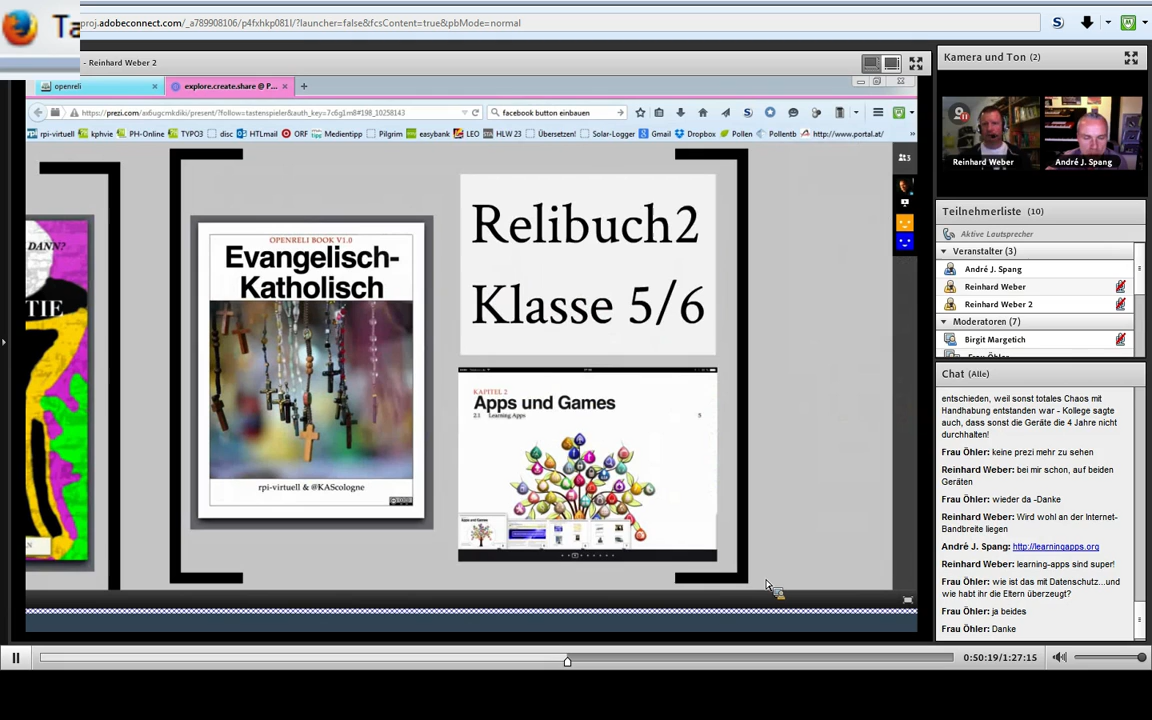 Ta
proj.adobeconnect.com/_a789908106/p4fxhkp081l/?launcher=false&fcsContent=true&pbMode=normal
- Reinhard Weber 2
openreli
explore.create.share @ P...
https://prezi.com/ax6ugcmkdiki/present/?follow=tastenspieler&auth_key=7c6g1m8#198_10258143
facebook button einbauen
rpi-virtuell
kphvie
PH-Online
TYPO3
disc
HTLmail
ORF
Medientipp
Pilgrim
easybank
LEO
HLW 23
Übersetzen!
Solar-Logger
Gmail
Dropbox
Pollen
Pollentb
http://www.portal.at/
DANN?
TIE
OPENRELI BOOK V1.0
Evangelisch-
Katholisch
rpi-virtuell & @KAScologne
Relibuch2
Klasse 5/6
KAPITEL 2
Apps und Games
2.1 Learning Apps
5
Kamera und Ton (2)
Reinhard Weber
André J. Spang
Teilnehmerliste (10)
Aktive Lautsprecher
Veranstalter (3)
André J. Spang
Reinhard Weber
Reinhard Weber 2
Moderatoren (7)
Birgit Margetich
Frau Öhler
Chat (Alle)
entschieden, weil sonst totales Chaos mit
Handhabung entstanden war - Kollege sagte
auch, dass sonst die Geräte die 4 Jahre nicht
durchhalten!
Frau Öhler: keine prezi mehr zu sehen
Reinhard Weber: bei mir schon, auf beiden
Geräten
Frau Öhler: wieder da -Danke
Reinhard Weber: Wird wohl an der Internet-
Bandbreite liegen
André J. Spang: http://learningapps.org
Reinhard Weber: learning-apps sind super!
Frau Öhler: wie ist das mit Datenschutz...und
wie habt ihr die Eltern überzeugt?
Frau Öhler: ja beides
Frau Öhler: Danke
0:50:19/1:27:15